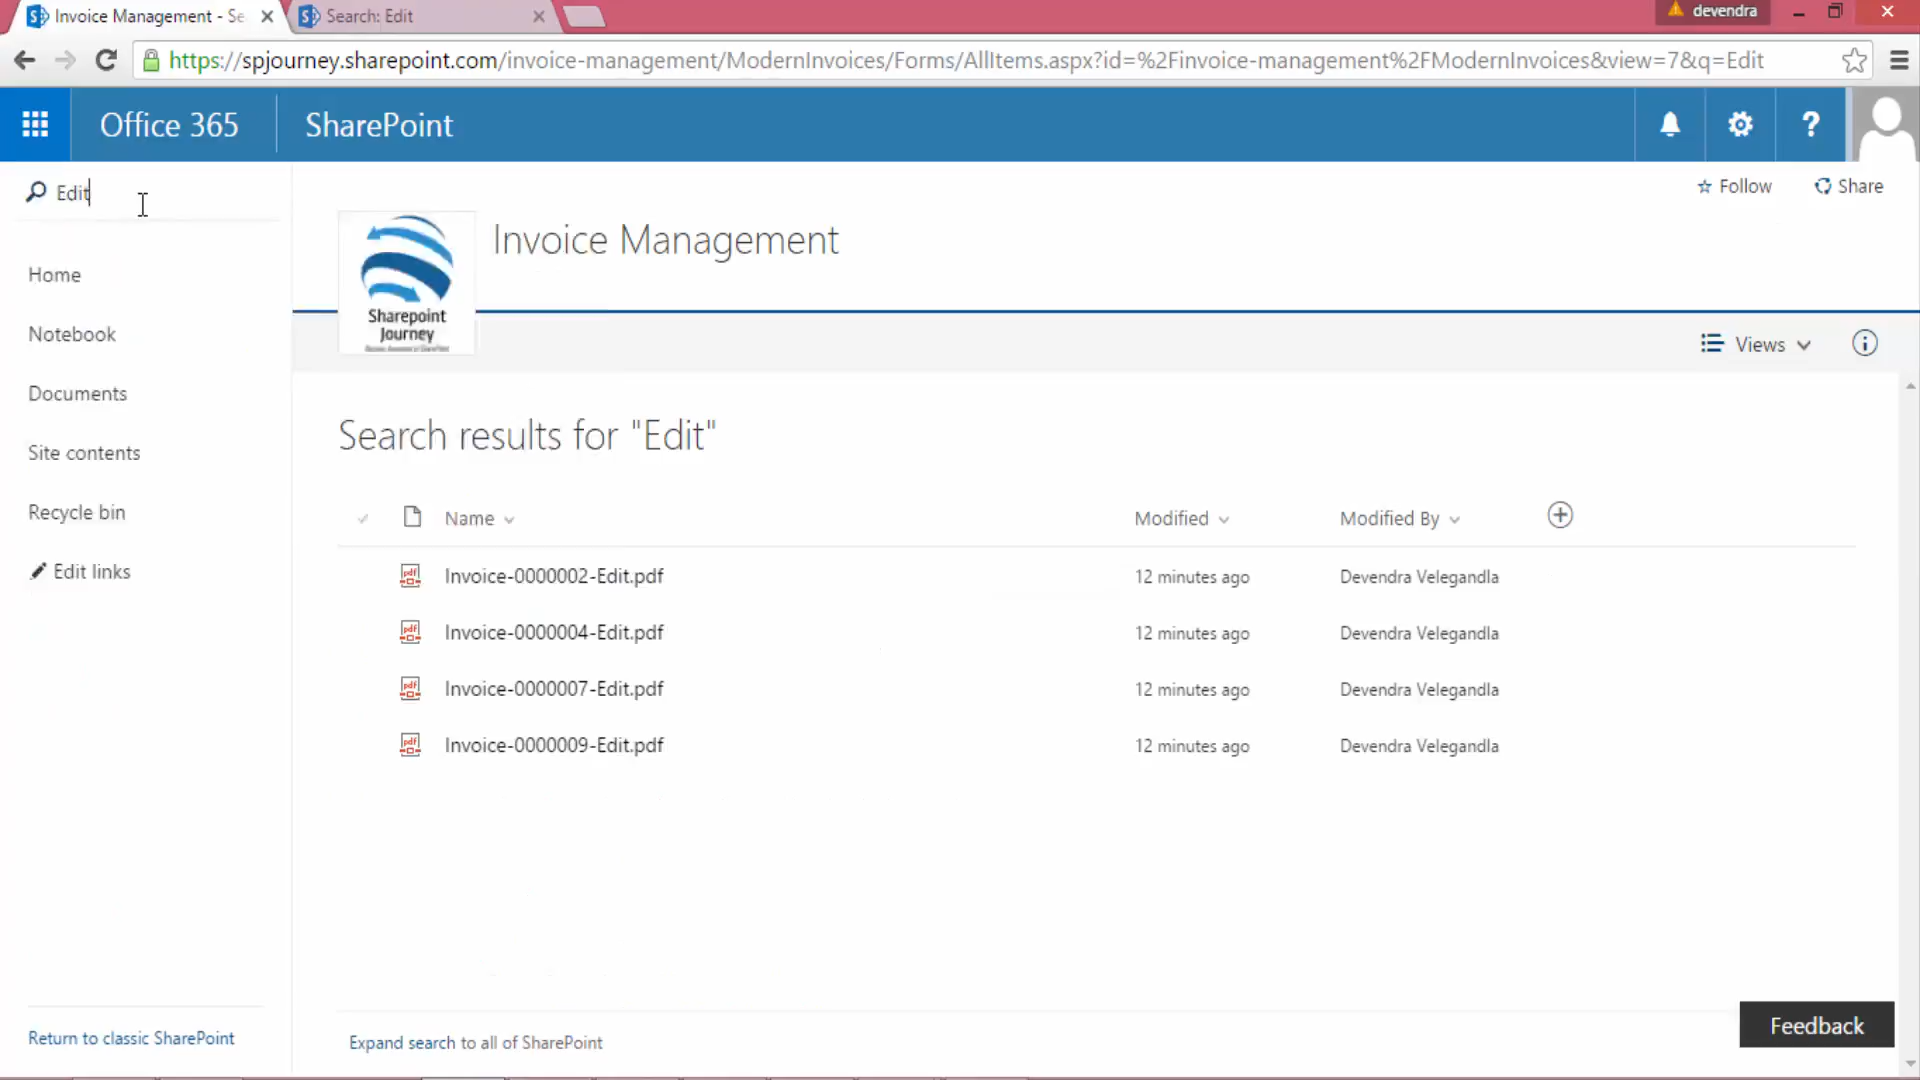 Invoice Management - Se
Search: Edit
devendra
https://spjourney.sharepoint.com/invoice-management/ModernInvoices/Forms/AllItems.aspx?id=%2Finvoice-management%2FModernInvoices&view=7&q=Edit
Office 365
SharePoint
?
Edit
Follow
Share
Sharepoint
Journey
Invoice Management
Home
Notebook
Documents
Site contents
Recycle bin
Edit links
Views
Search results for "Edit"
Name
Modified
Modified By
Invoice-0000002-Edit.pdf
12 minutes ago
Devendra Velegandla
Invoice-0000004-Edit.pdf
12 minutes ago
Devendra Velegandla
Invoice-0000007-Edit.pdf
12 minutes ago
Devendra Velegandla
Invoice-0000009-Edit.pdf
12 minutes ago
Devendra Velegandla
Return to classic SharePoint
Expand search to all of SharePoint
Feedback